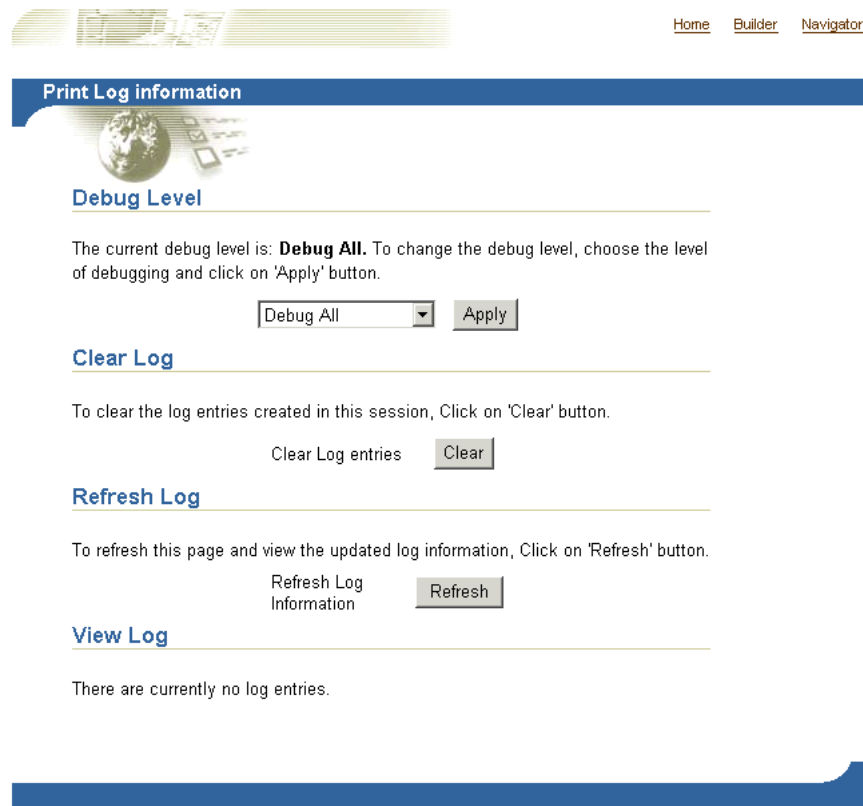 Home Builder Navigator
Print Log information
Debug Level
The current debug level is: Debug All. To change the debug level, choose the level
of debugging and click on 'Apply' button.
Debug All Apply
Clear Log
To clear the log entries created in this session, Click on 'Clear' button.
Clear Log entries Clear
Refresh Log
To refresh this page and view the updated log information, Click on 'Refresh' button.
Refresh Log
Information
Refresh
View Log
There are currently no log entries.